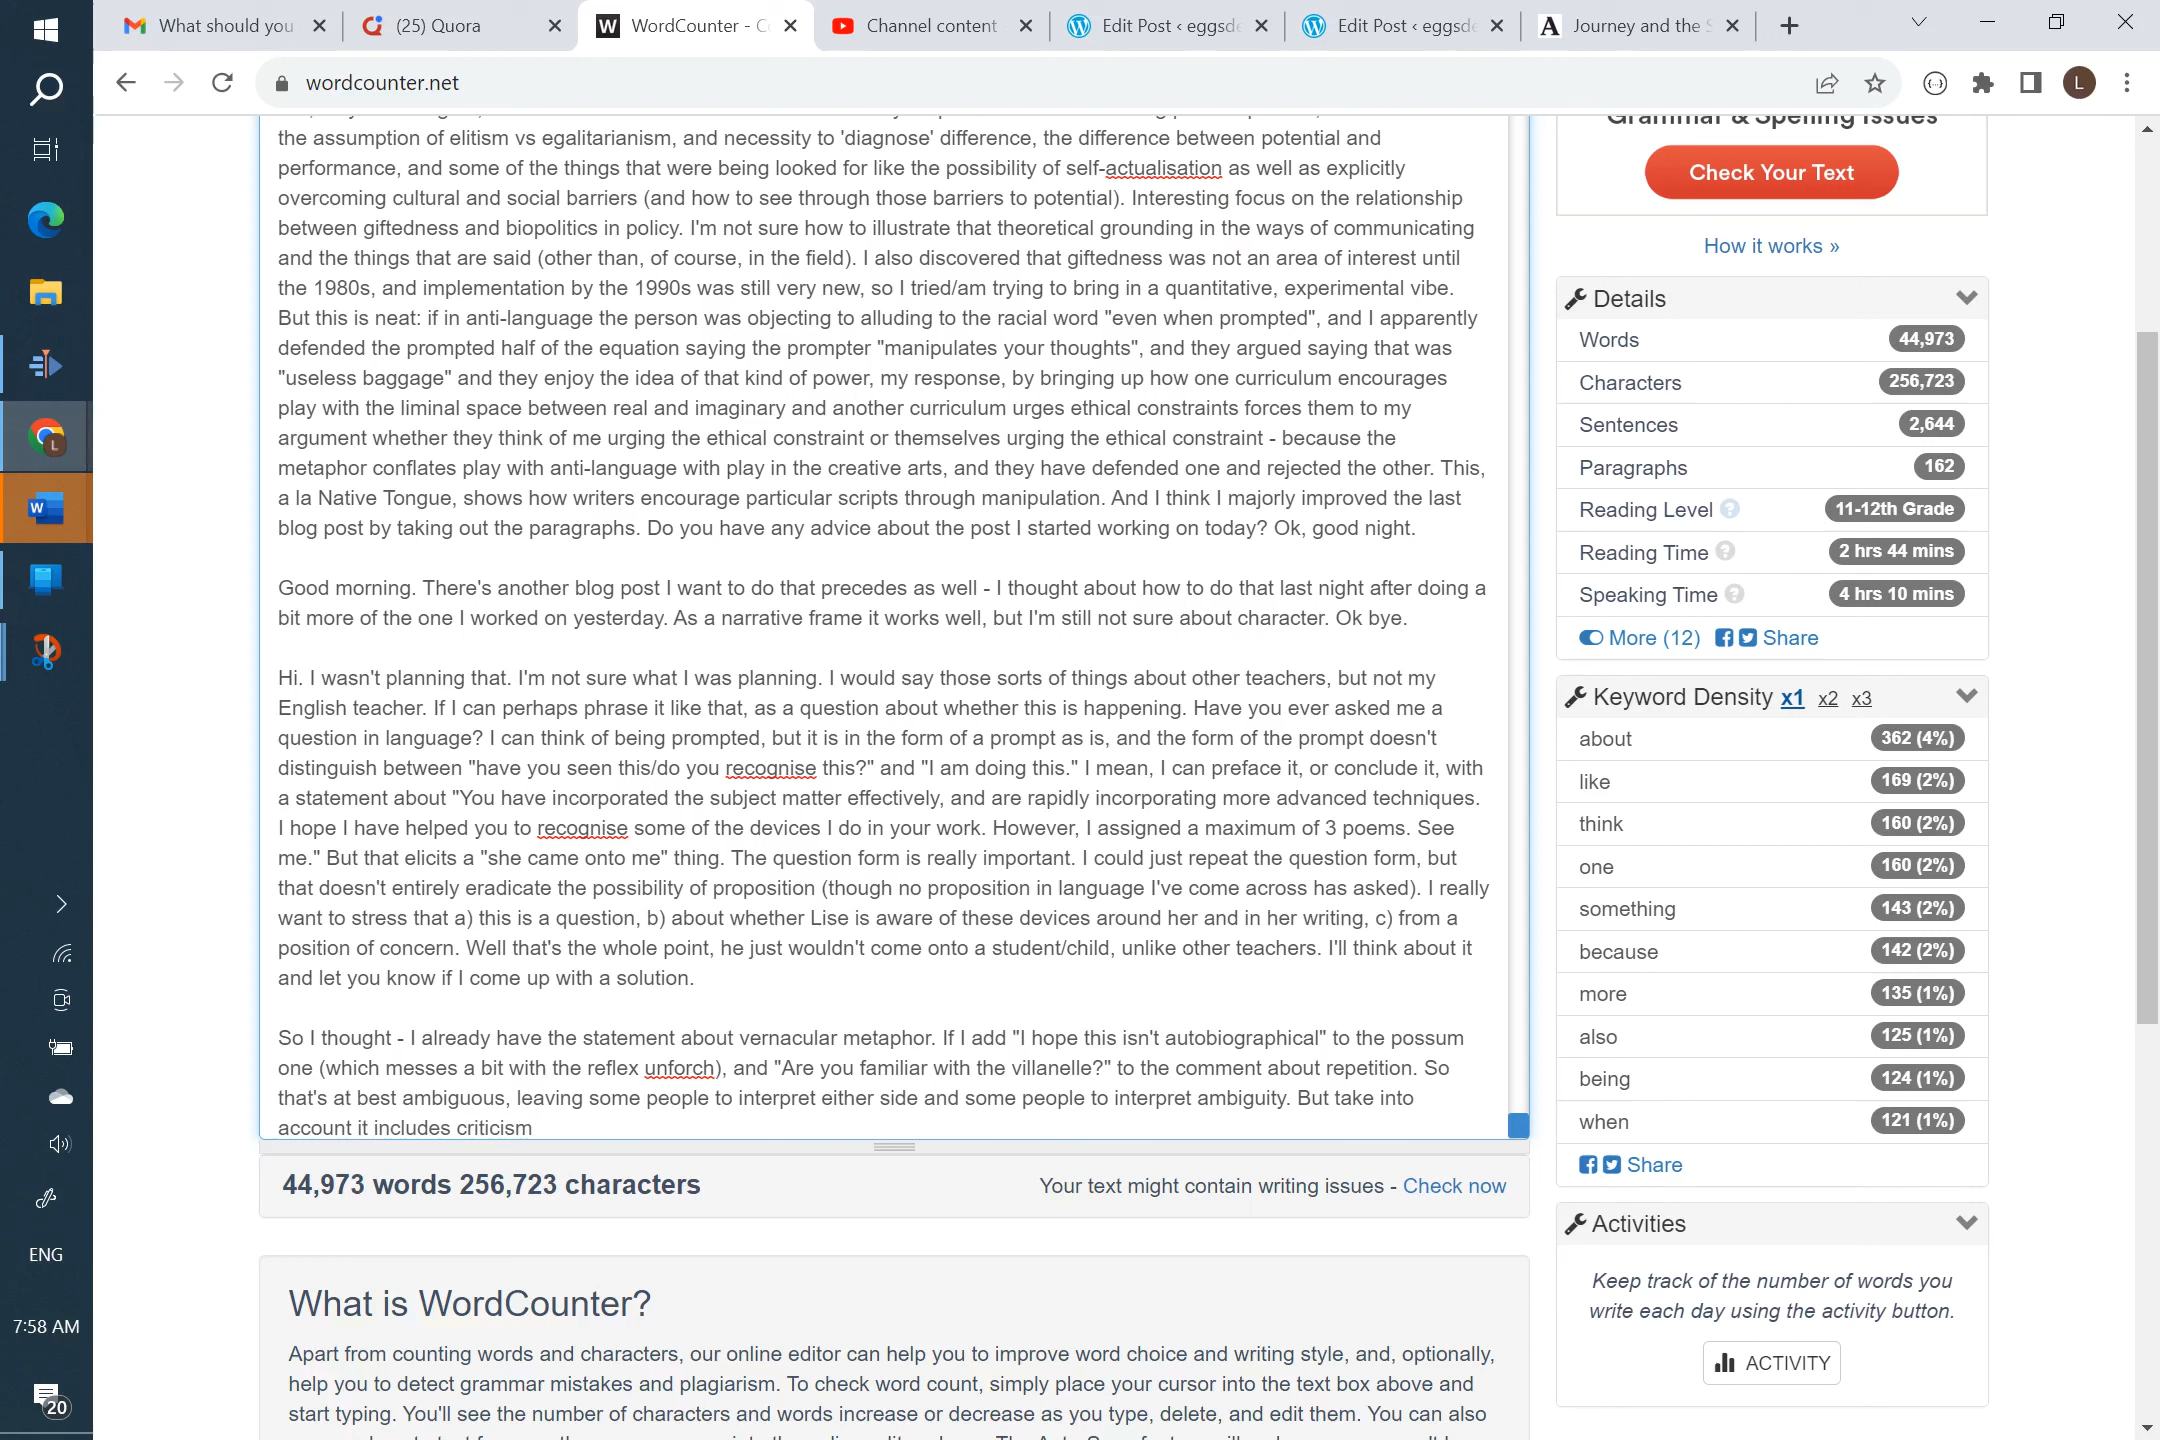 What should you
(25) Quora
WordCounter - C
Channel content
Edit Post ‹ eggsde
Edit Post ‹ eggsde
Journey and the S
wordcounter.net
L
the assumption of elitism vs egalitarianism, and necessity to 'diagnose' difference, the difference between potential and
performance, and some of the things that were being looked for like the possibility of self-actualisation as well as explicitly
overcoming cultural and social barriers (and how to see through those barriers to potential). Interesting focus on the relationship
between giftedness and biopolitics in policy. I'm not sure how to illustrate that theoretical grounding in the ways of communicating
and the things that are said (other than, of course, in the field). I also discovered that giftedness was not an area of interest until
the 1980s, and implementation by the 1990s was still very new, so I tried/am trying to bring in a quantitative, experimental vibe.
But this is neat: if in anti-language the person was objecting to alluding to the racial word "even when prompted", and I apparently
defended the prompted half of the equation saying the prompter "manipulates your thoughts", and they argued saying that was
"useless baggage" and they enjoy the idea of that kind of power, my response, by bringing up how one curriculum encourages
play with the liminal space between real and imaginary and another curriculum urges ethical constraints forces them to my
argument whether they think of me urging the ethical constraint or themselves urging the ethical constraint - because the
metaphor conflates play with anti-language with play in the creative arts, and they have defended one and rejected the other. This,
a la Native Tongue, shows how writers encourage particular scripts through manipulation. And I think I majorly improved the last
blog post by taking out the paragraphs. Do you have any advice about the post I started working on today? Ok, good night.
Good morning. There's another blog post I want to do that precedes as well - I thought about how to do that last night after doing a
bit more of the one I worked on yesterday. As a narrative frame it works well, but I'm still not sure about character. Ok bye.
Hi. I wasn't planning that. I'm not sure what I was planning. I would say those sorts of things about other teachers, but not my
English teacher. If I can perhaps phrase it like that, as a question about whether this is happening. Have you ever asked me a
question in language? I can think of being prompted, but it is in the form of a prompt as is, and the form of the prompt doesn't
distinguish between "have you seen this/do you recognise this?" and "I am doing this." I mean, I can preface it, or conclude it, with
a statement about "You have incorporated the subject matter effectively, and are rapidly incorporating more advanced techniques.
I hope I have helped you to recognise some of the devices I do in your work. However, I assigned a maximum of 3 poems. See
me." But that elicits a "she came onto me" thing. The question form is really important. I could just repeat the question form, but
that doesn't entirely eradicate the possibility of proposition (though no proposition in language I've come across has asked). I really
want to stress that a) this is a question, b) about whether Lise is aware of these devices around her and in her writing, c) from a
position of concern. Well that's the whole point, he just wouldn't come onto a student/child, unlike other teachers. I'll think about it
and let you know if I come up with a solution.
So I thought - I already have the statement about vernacular metaphor. If I add "I hope this isn't autobiographical" to the possum
one (which messes a bit with the reflex unforch), and "Are you familiar with the villanelle?" to the comment about repetition. So
that's at best ambiguous, leaving some people to interpret either side and some people to interpret ambiguity. But take into
account it includes criticism
44,973 words 256,723 characters
Your text might contain writing issues - Check now
What is WordCounter?
Apart from counting words and characters, our online editor can help you to improve word choice and writing style, and, optionally,
help you to detect grammar mistakes and plagiarism. To check word count, simply place your cursor into the text box above and
start typing. You'll see the number of characters and words increase or decrease as you type, delete, and edit them. You can also
Grammar & Spelling Issues
Check Your Text
How it works »
Details
Words 44,973
Characters 256,723
Sentences 2,644
Paragraphs 162
Reading Level 11-12th Grade
Reading Time 2 hrs 44 mins
Speaking Time 4 hrs 10 mins
More (12) Share
Keyword Density x1 x2 x3
about 362 (4%)
like 169 (2%)
think 160 (2%)
one 160 (2%)
something 143 (2%)
because 142 (2%)
more 135 (1%)
also 125 (1%)
being 124 (1%)
when 121 (1%)
Share
Activities
Keep track of the number of words you
write each day using the activity button.
ACTIVITY
ENG
7:58 AM
20